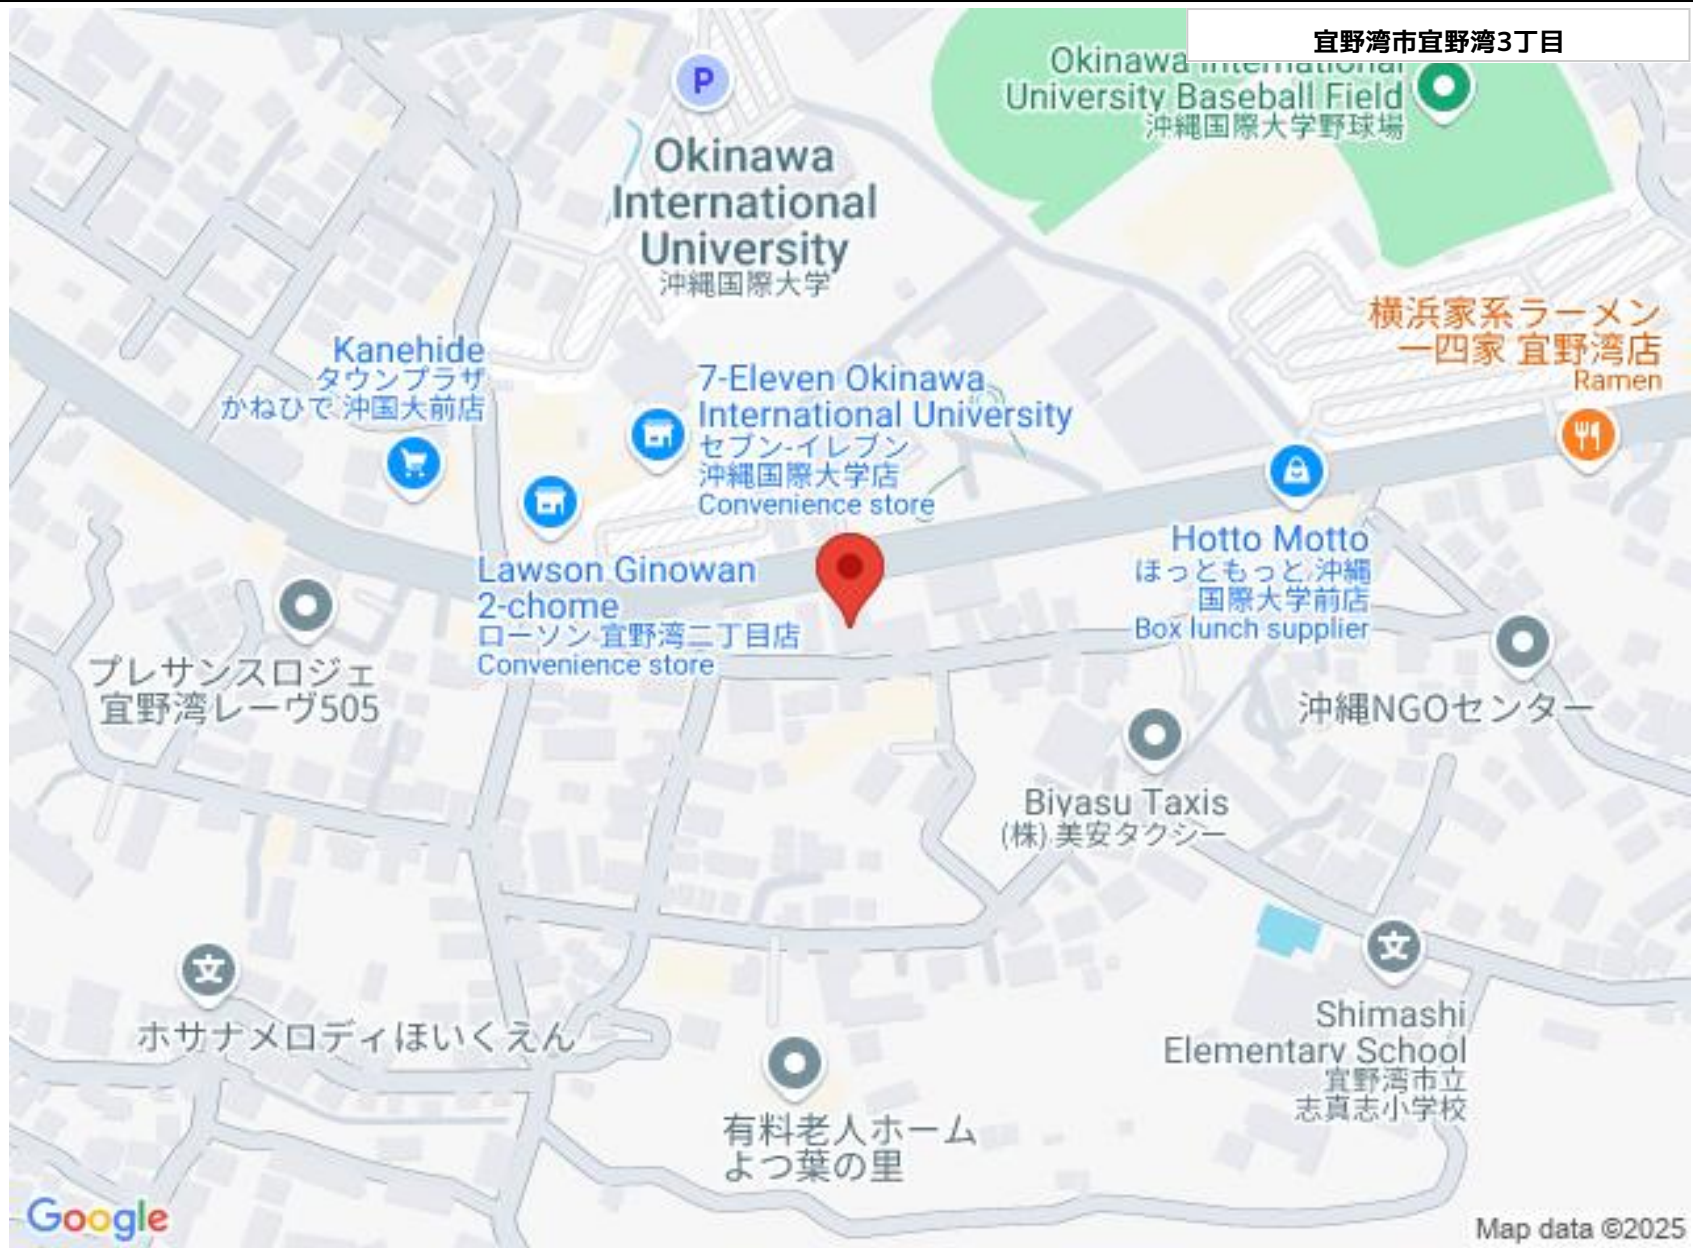 宜野湾市宜野湾3丁目
Okinawa International
University Baseball Field
沖縄国際大学野球場
P
Okinawa
International
University
沖縄国際大学
横浜家系ラーメン
一四家 宜野湾店
Ramen
Kanehide
タウンプラザ
かねひで 沖国大前店
7-Eleven Okinawa
International University
セブン-イレブン
沖縄国際大学店
Convenience store
Lawson Ginowan
2-chome
ローソン 宜野湾二丁目店
Convenience store
Hotto Motto
ほっともっと 沖縄
国際大学前店
Box lunch supplier
プレサンスロジェ
宜野湾レーヴ505
沖縄NGOセンター
Biyasu Taxis
(株) 美安タクシー
文
文
ホサナメロディほいくえん
Shimashi
Elementary School
宜野湾市立
志真志小学校
有料老人ホーム
よつ葉の里
Google
Map data ©2025